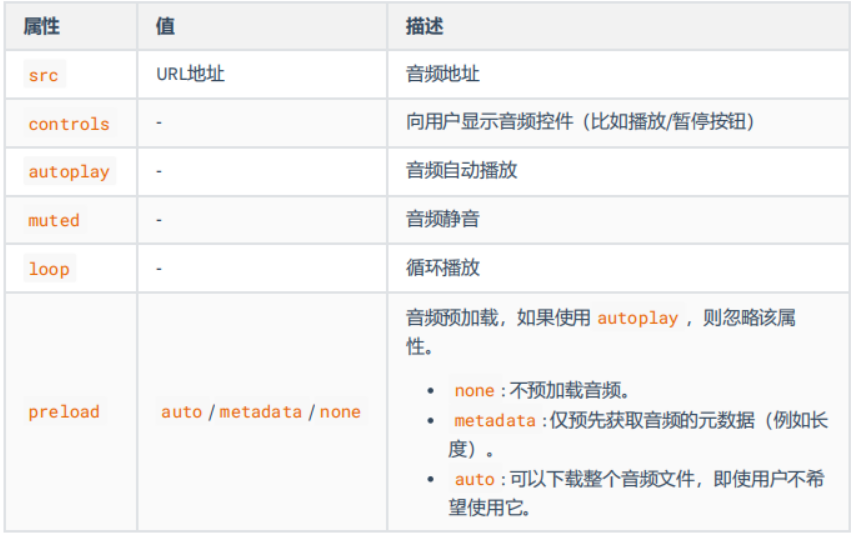 属性 值 描述
src URL地址 音频地址
controls - 向用户显示音频控件（比如播放/暂停按钮）
autoplay - 音频自动播放
muted - 音频静音
loop - 循环播放
preload auto / metadata / none
音频预加载，如果使用 autoplay ，则忽略该属
性。
• none :不预加载音频。
• metadata :仅预先获取音频的元数据（例如长
度）。
• auto :可以下载整个音频文件，即使用户不希
望使用它。